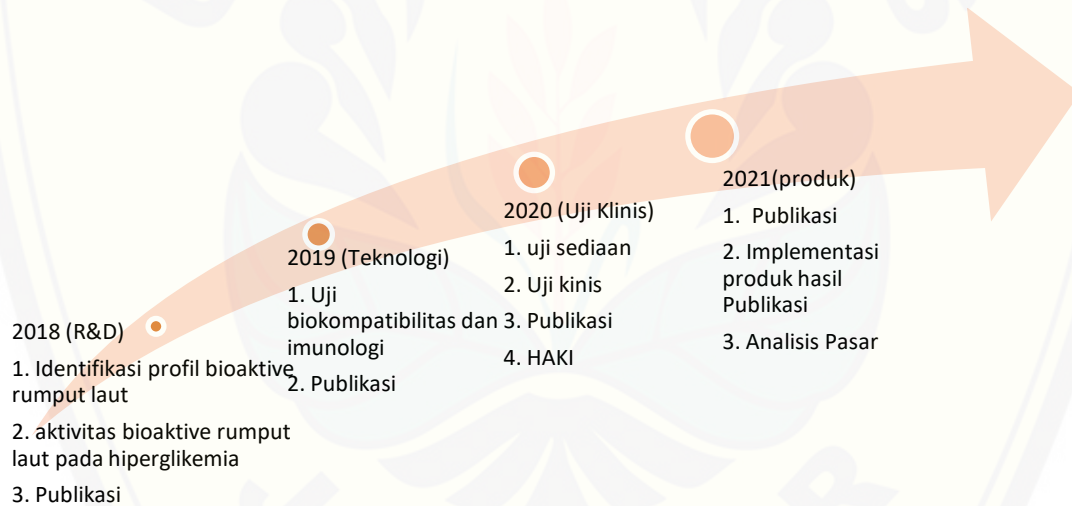 2018 (R&D)
1. Identifikasi profil bioaktive
rumput laut
2. aktivitas bioaktive rumput
laut pada hiperglikemia
3. Publikasi
2019 (Teknologi)
1. Uji
biokompatibilitas dan
imunologi
2. Publikasi
2020 (Uji Klinis)
1. uji sediaan
2. Uji kinis
3. Publikasi
4. HAKI
2021(produk)
1. Publikasi
2. Implementasi
produk hasil
Publikasi
3. Analisis Pasar